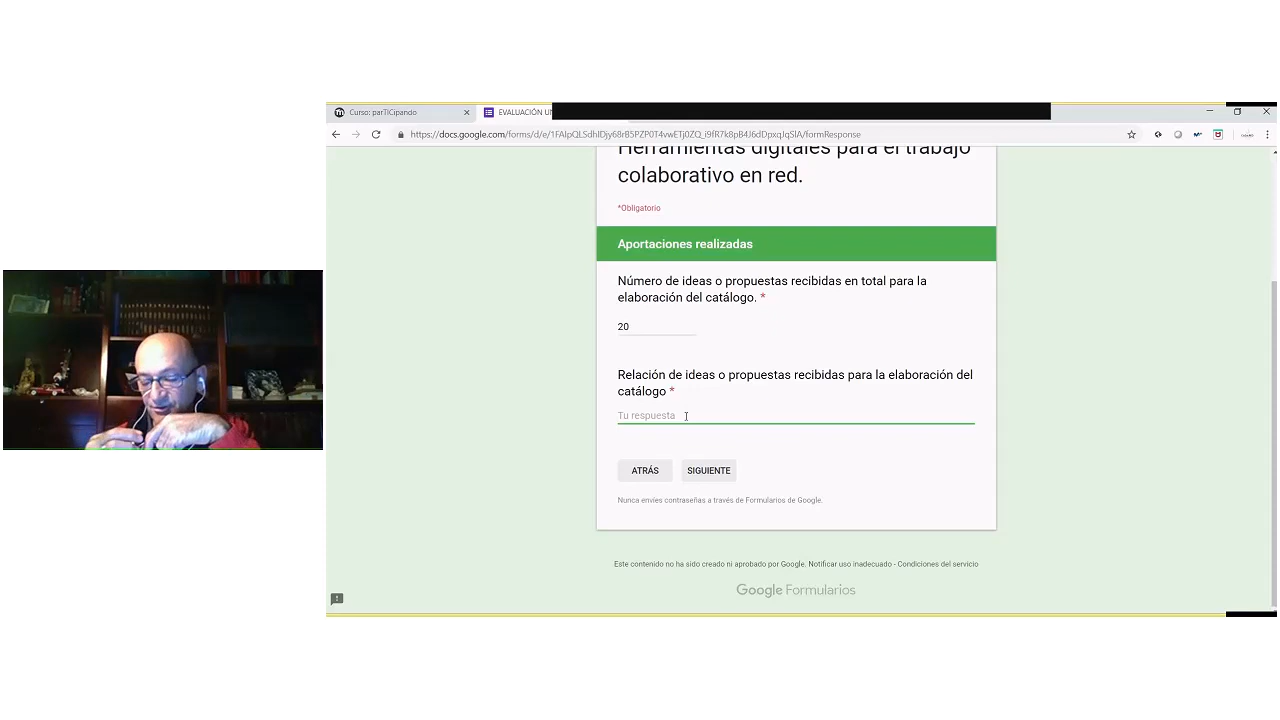 Curso: parTICipando
EVALUACIÓN UN
https://docs.google.com/forms/d/e/1FAIpQLSdhIDjy68rB5PZP0T4vwETj0ZQ_i9fR7k8pB4J6dDpxqJqSIA/formResponse
Herramientas digitales para el trabajo
colaborativo en red.
*Obligatorio
Aportaciones realizadas
Número de ideas o propuestas recibidas en total para la
elaboración del catálogo. *
20
Relación de ideas o propuestas recibidas para la elaboración del
catálogo *
Tu respuesta
ATRÁS SIGUIENTE
Nunca envíes contraseñas a través de Formularios de Google.
Este contenido no ha sido creado ni aprobado por Google. Notificar uso inadecuado - Condiciones del servicio
Google Formularios